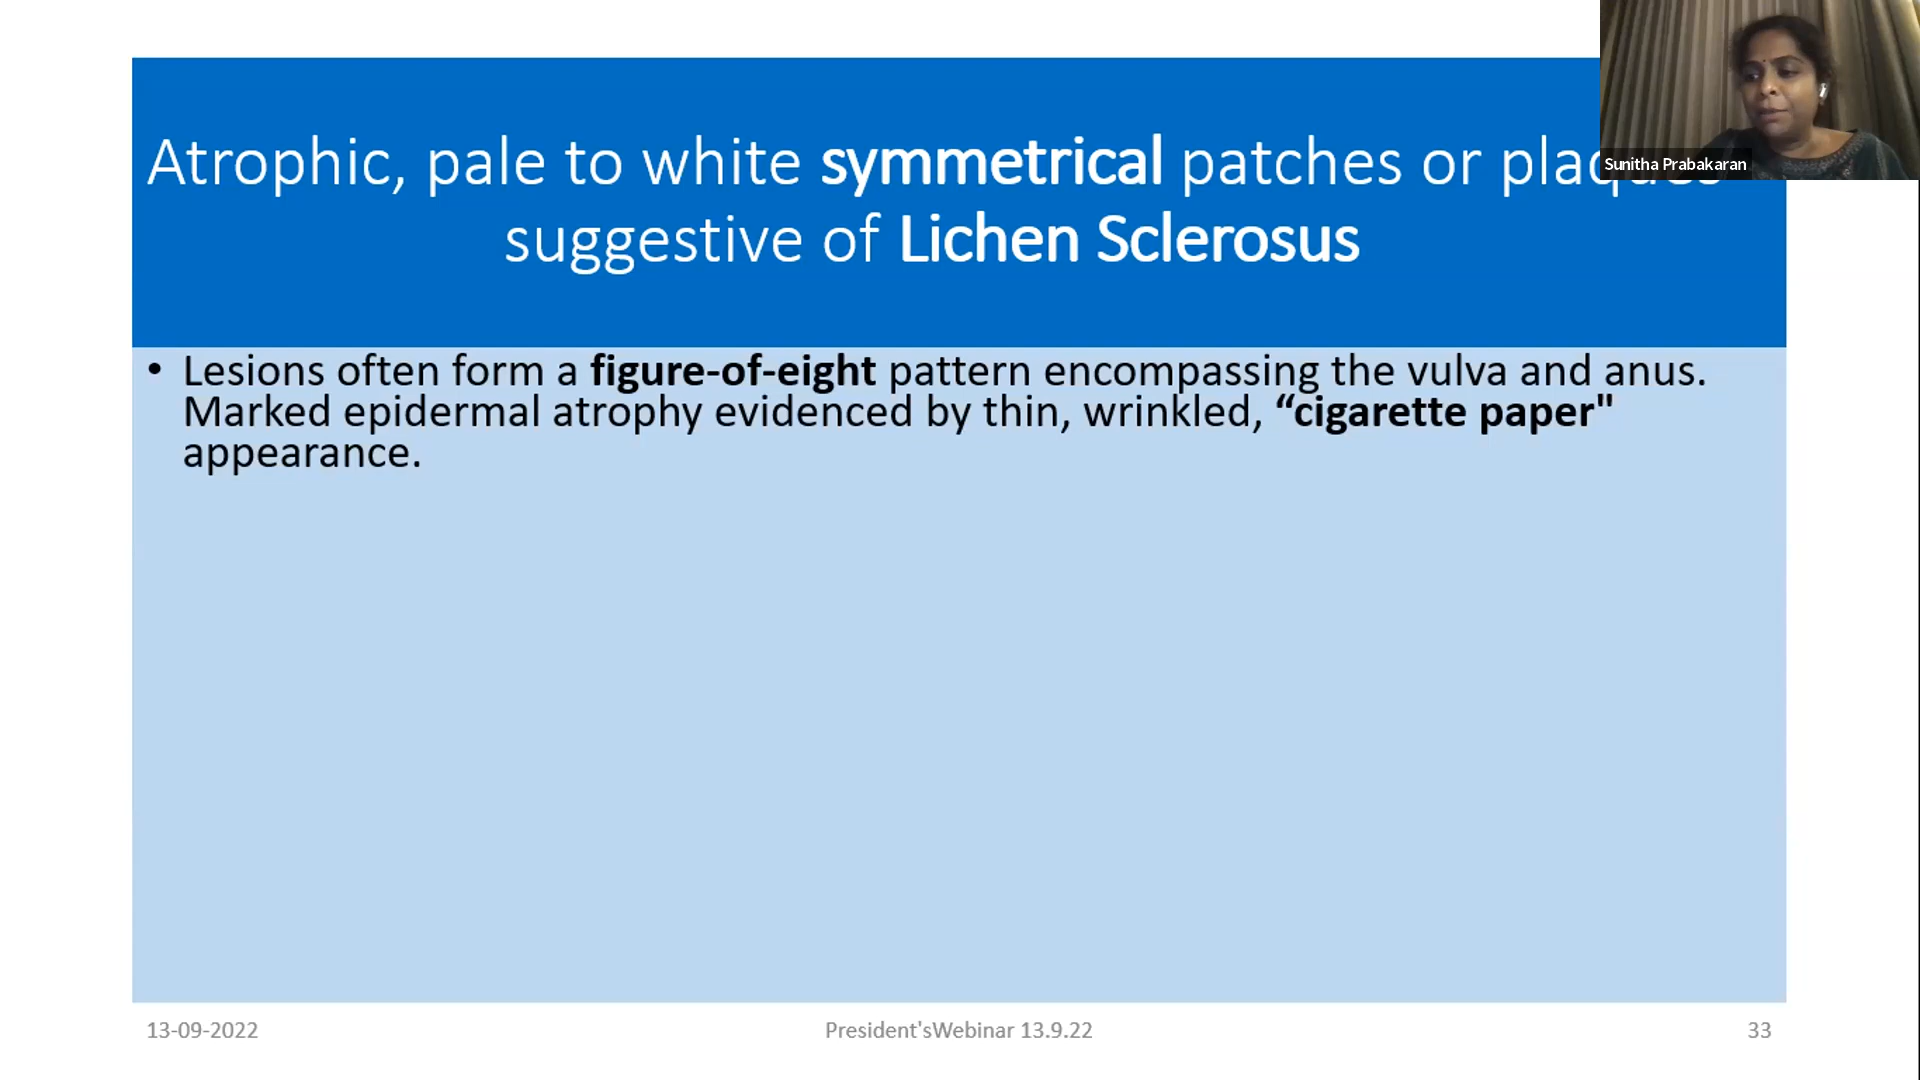 Atrophic, pale to white symmetrical patches or
suggestive of Lichen Sclerosus
Sunitha Prabakaran
• Lesions often form a figure-of-eight pattern encompassing the vulva and anus.
Marked epidermal atrophy evidenced by thin, wrinkled, “cigarette paper"
appearance.
13-09-2022
President'sWebinar 13.9.22
33